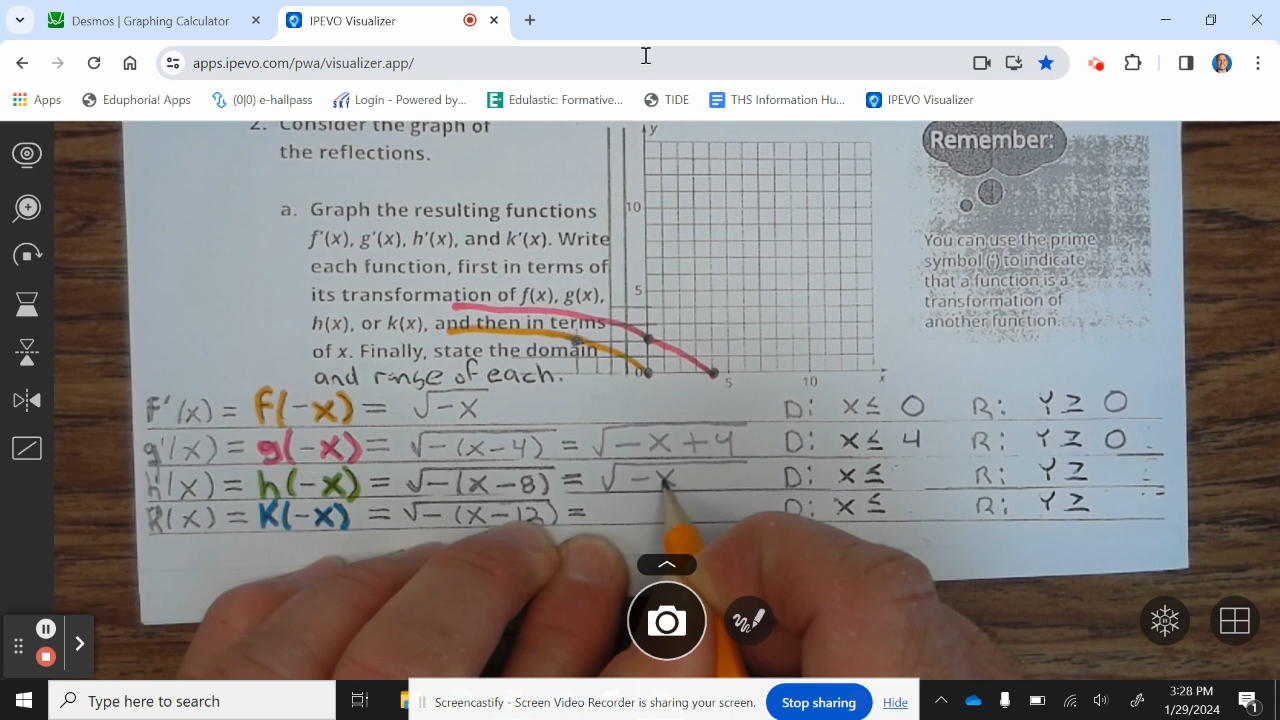 Desmos | Graphing Calculator
IPEVO Visualizer
apps.ipevo.com/pwa/visualizer.app/
Apps
Eduphoria! Apps
(0|0) e-hallpass
Login - Powered by...
Edulastic: Formative...
TIDE
THS Information Hu...
IPEVO Visualizer
2. Consider the graph of
the reflections.
a. Graph the resulting functions
f'(x), g'(x), h'(x), and k'(x). Write
each function, first in terms of
its transformation of f(x), g(x),
h(x), or k(x), and then in terms
of x. Finally, state the domain
and range of each.
y
10
5
0
5
10
x
Remember:
You can use the prime
symbol (') to indicate
that a function is a
transformation of
another function.
F'(x) = F(-x) = √-x D: x ≤ 0 R: Y ≥ 0
g'(x) = g(-x) = √-(x-4) = √-x+4 D: x ≤ 4 R: Y ≥ 0
h'(x) = h(-x) = √-(x-8) = √-x D: x ≤ R: Y ≥
K'(x) = K(-x) = √-(x-12) = D: x ≤ R: Y ≥
Type here to search
Screencastify - Screen Video Recorder is sharing your screen.
Stop sharing
Hide
3:28 PM
1/29/2024
1